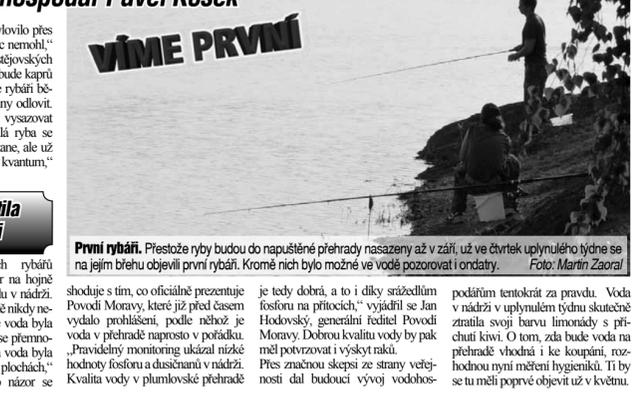 hospodář Pavel Kosek
VÍME PRVNÍ
vylovilo přes
nemohl,“
stějovských
bude kaprů
rybáři bě-
ny odlovit.
vysazovat
lá ryba se
ane, ale už
kvantum,“
tila
i
První rybáři. Přestože ryby budou do napuštěné přehrady nasazeny až v září, už ve čtvrtek uplynulého týdne se
na jejím břehu objevili první rybáři. Kromě nich bylo možné ve vodě pozorovat i ondatry. Foto: Martin Zaoral
ch rybářů
r na hojně
lu v nádrži.
ě nikdy ne-
voda byla
se přemno-
voda byla
plochách,“
názor se
shoduje s tím, co oficiálně prezentuje
Povodí Moravy, které již před časem
vydalo prohlášení, podle něhož je
voda v přehradě naprosto v pořádku.
„Pravidelný monitoring ukázal nízké
hodnoty fosforu a dusičnanů v nádrži.
Kvalita vody v plumlovské přehradě
je tedy dobrá, a to i díky srážedlům
fosforu na přítocích,“ vyjádřil se Jan
Hodovský, generální ředitel Povodí
Moravy. Dobrou kvalitu vody by pak
měl potvrzovat i výskyt raků.
Přes značnou skepsi ze strany veřej-
nosti dal budoucí vývoj vodohos-
podářům tentokrát za pravdu. Voda
v nádrži v uplynulém týdnu skutečně
ztratila svoji barvu limonády s pří-
chutí kiwi. O tom, zda bude voda na
přehradě vhodná i ke koupání, roz-
hodnou nyní měření hygieniků. Ti by
se tu měli poprvé objevit už v květnu.